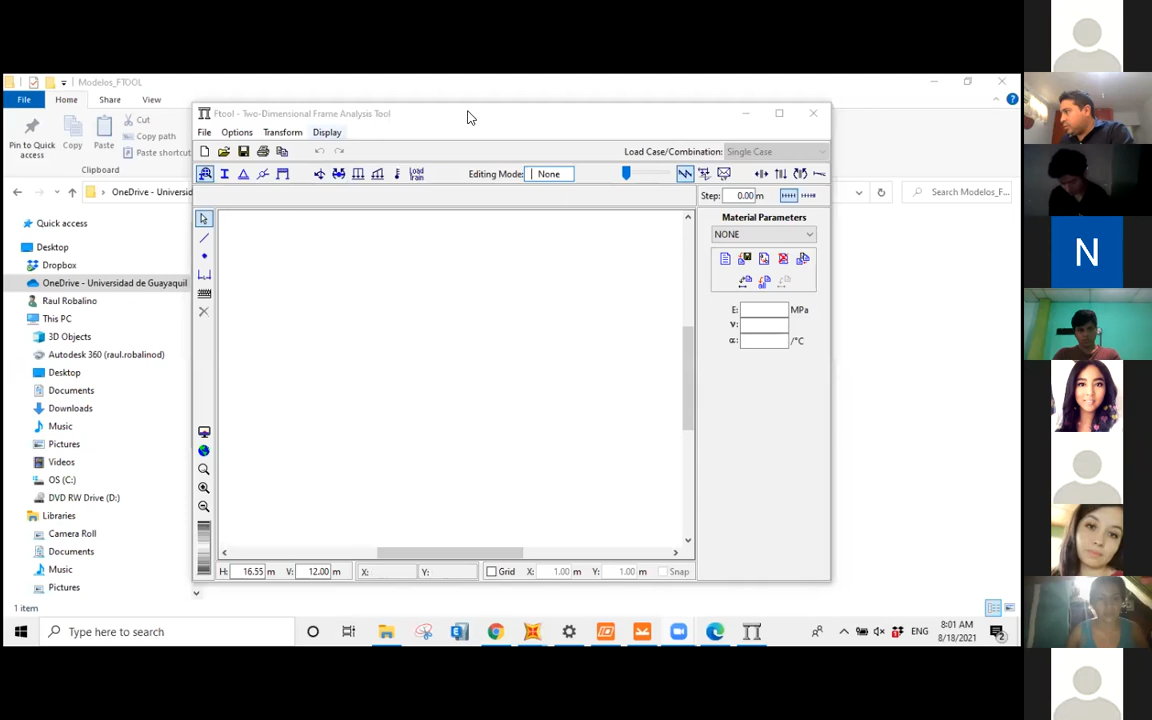 Modelos_FTOOL
File
Home
Share
View
Pin to Quick access
Copy
Paste
Cut
Copy path
Paste shortcut
Clipboard
OneDrive - Universid
Search Modelos_F...
Quick access
Desktop
Dropbox
OneDrive - Universidad de Guayaquil
Raul Robalino
This PC
3D Objects
Autodesk 360 (raul.robalinod)
Desktop
Documents
Downloads
Music
Pictures
Videos
OS (C:)
DVD RW Drive (D:)
Libraries
Camera Roll
Documents
Music
Pictures
1 item
Ftool - Two-Dimensional Frame Analysis Tool
File
Options
Transform
Display
Load Case/Combination:
Single Case
Load train
Editing Mode:
None
Step:
0.00
m
Material Parameters
NONE
E:
MPa
ν:
α:
/°C
H:
16.55
m
V:
12.00
m
X:
Y:
Grid
X:
1.00
m
Y:
1.00
m
Snap
Type here to search
ENG
8:01 AM
8/18/2021
2
N